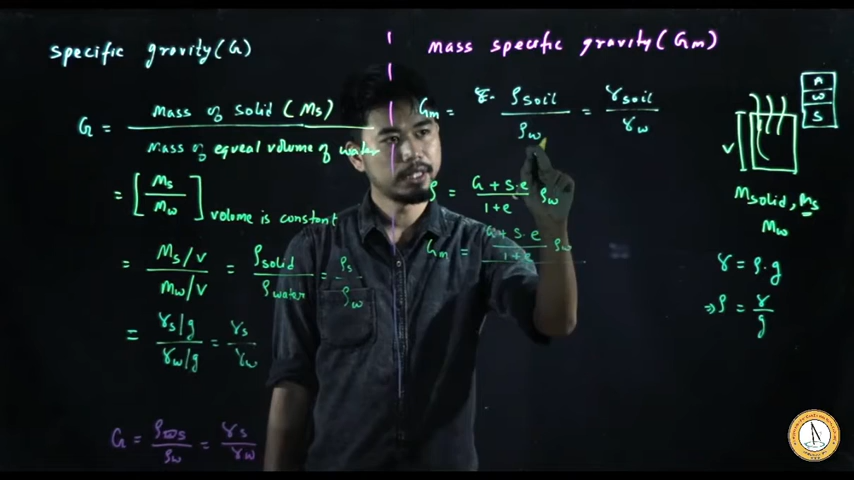 specific gravity(G)
G = Mass of solid (Ms)
Mass of equal volume of water
= [Ms
Mw] volume is constant
= Ms/v
Mw/v = ρsolid
ρwater = ρs
ρw
= γs/g
γw/g = γs
γw
G = ρs
ρw = γs
γw
mass specific gravity(Gm)
Gm = ρsoil
ρw = γsoil
γw
ρ = G+S.e
1+e ρw
Gm = G+S.e
1+e ρw
A
W
S
V
Msolid, Ms
Mw
γ = ρ.g
⇒ρ = γ
g